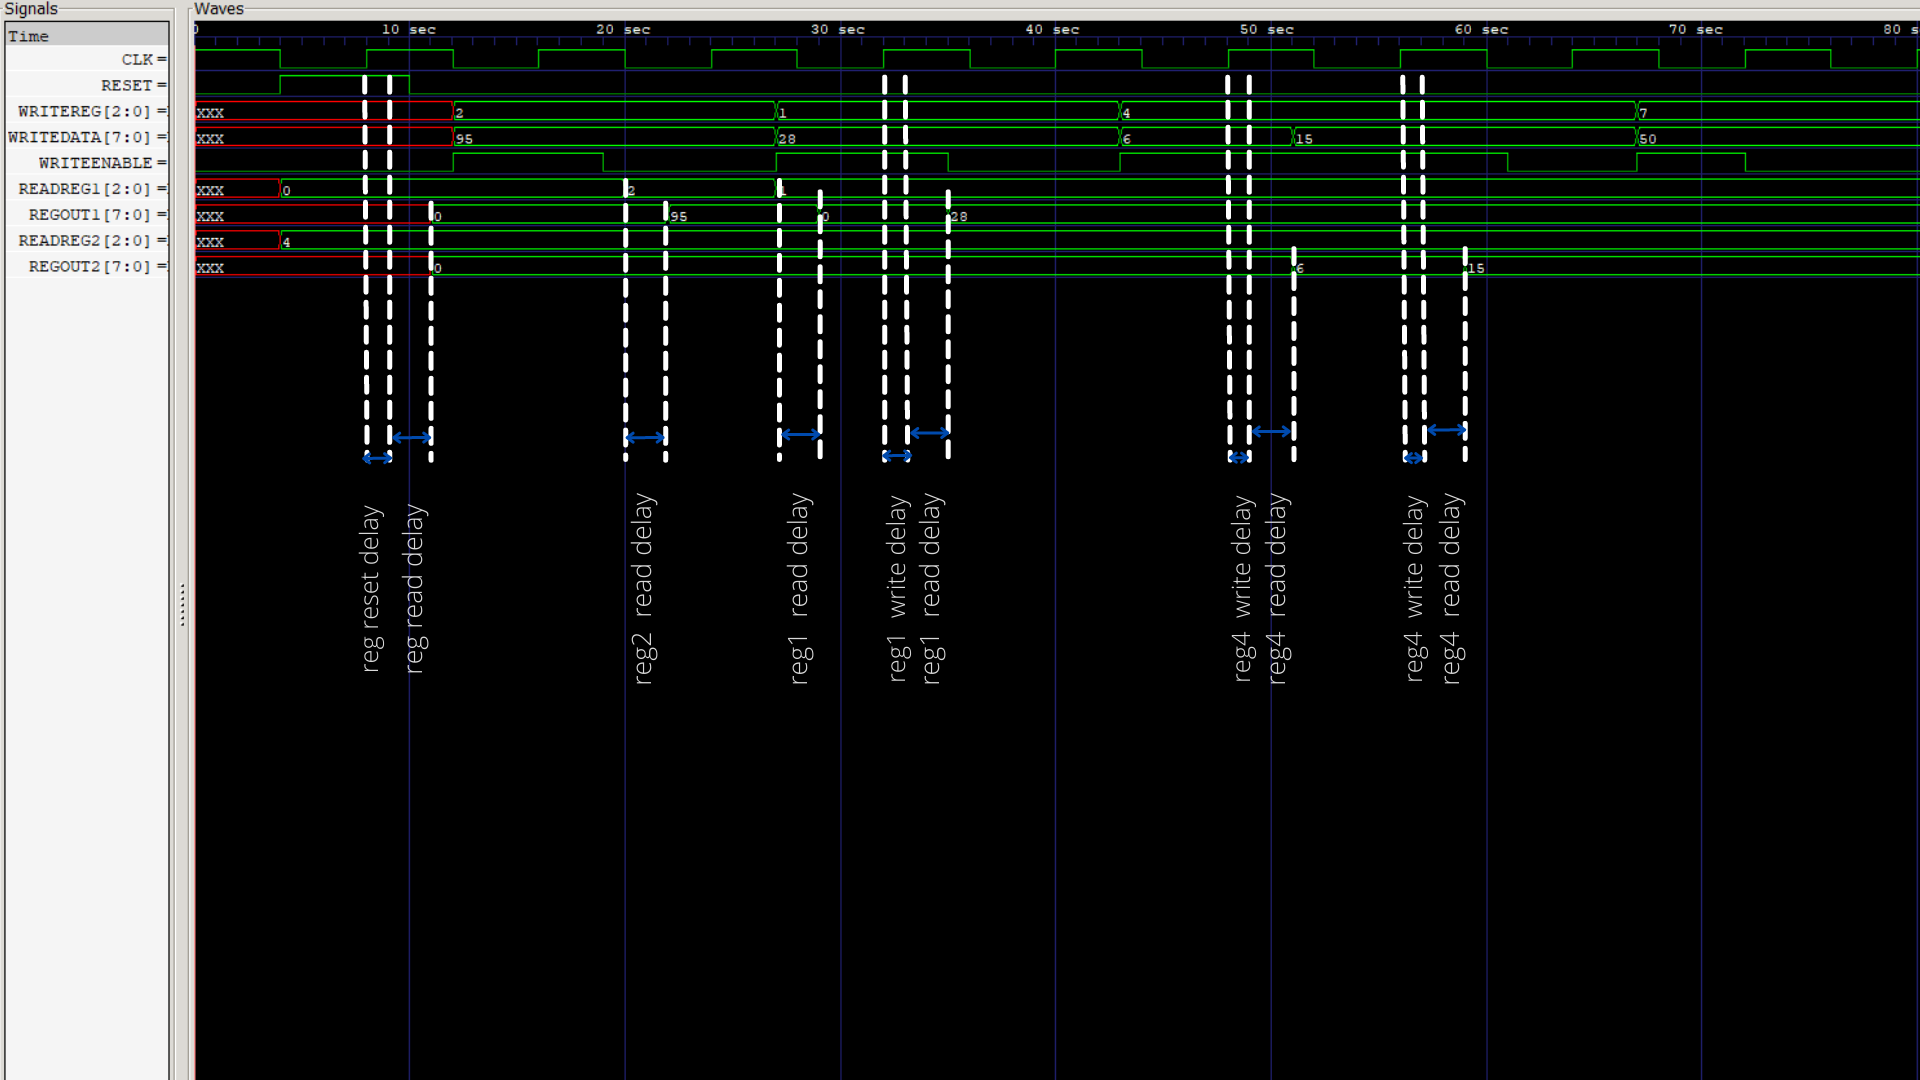 Signals
Waves
Time
0 10 sec 20 sec 30 sec 40 sec 50 sec 60 sec 70 sec 80 s
CLK =
RESET =
WRITEREG[2:0] = XXX 2 1 4 7
WRITEDATA[7:0] = XXX 95 28 6 15 50
WRITEENABLE =
READREG1[2:0] = XXX 0 2 1
REGOUT1[7:0] = XXX 0 95 0 28
READREG2[2:0] = XXX 4
REGOUT2[7:0] = XXX 0 6 15
reg reset delay
reg read delay
reg2 read delay
reg1 read delay
reg1 write delay
reg1 read delay
reg4 write delay
reg4 read delay
reg4 write delay
reg4 read delay